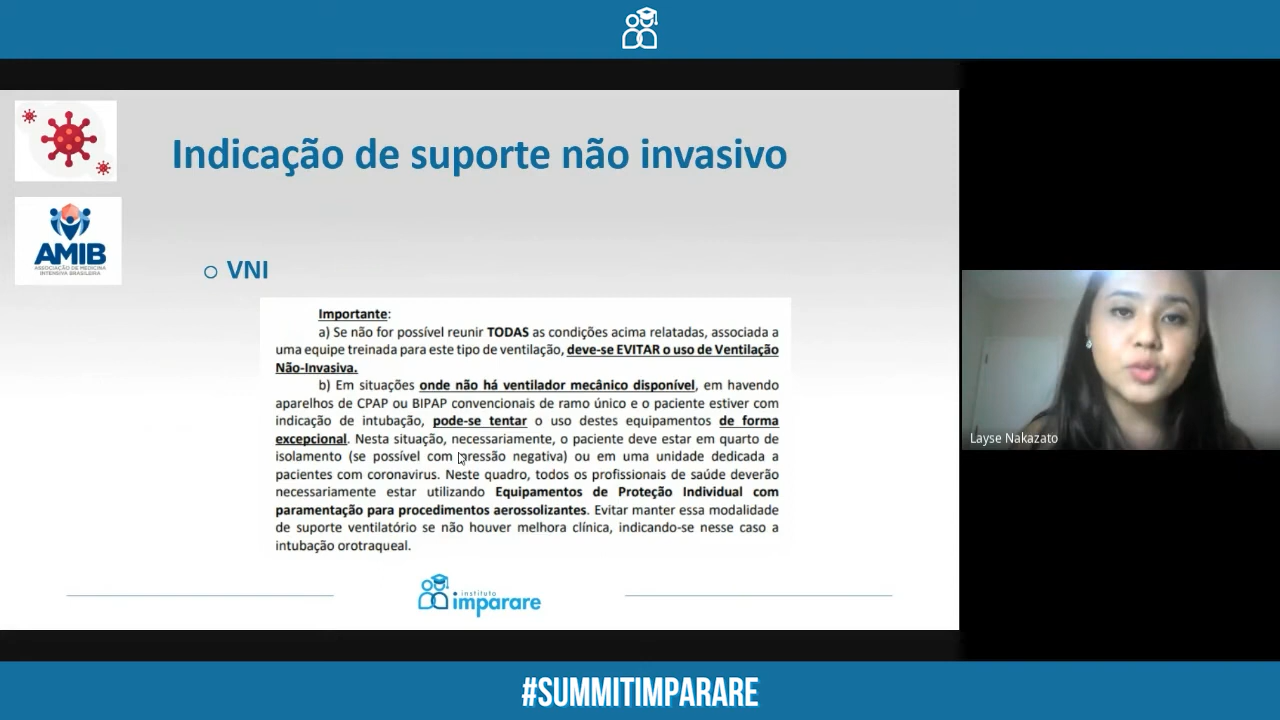 Indicação de suporte não invasivo
AMIB
ASSOCIAÇÃO DE MEDICINA
INTENSIVA BRASILEIRA
VNI
Importante:
a) Se não for possível reunir TODAS as condições acima relatadas, associada a
uma equipe treinada para este tipo de ventilação, deve-se EVITAR o uso de Ventilação
Não-Invasiva.
b) Em situações onde não há ventilador mecânico disponível, em havendo
aparelhos de CPAP ou BIPAP convencionais de ramo único e o paciente estiver com
indicação de intubação, pode-se tentar o uso destes equipamentos de forma
excepcional. Nesta situação, necessariamente, o paciente deve estar em quarto de
isolamento (se possível com pressão negativa) ou em uma unidade dedicada a
pacientes com coronavirus. Neste quadro, todos os profissionais de saúde deverão
necessariamente estar utilizando Equipamentos de Proteção Individual com
paramentação para procedimentos aerossolizantes. Evitar manter essa modalidade
de suporte ventilatório se não houver melhora clínica, indicando-se nesse caso a
intubação orotraqueal.
instituto
imparare
Layse Nakazato
#SUMMITIMPARARE